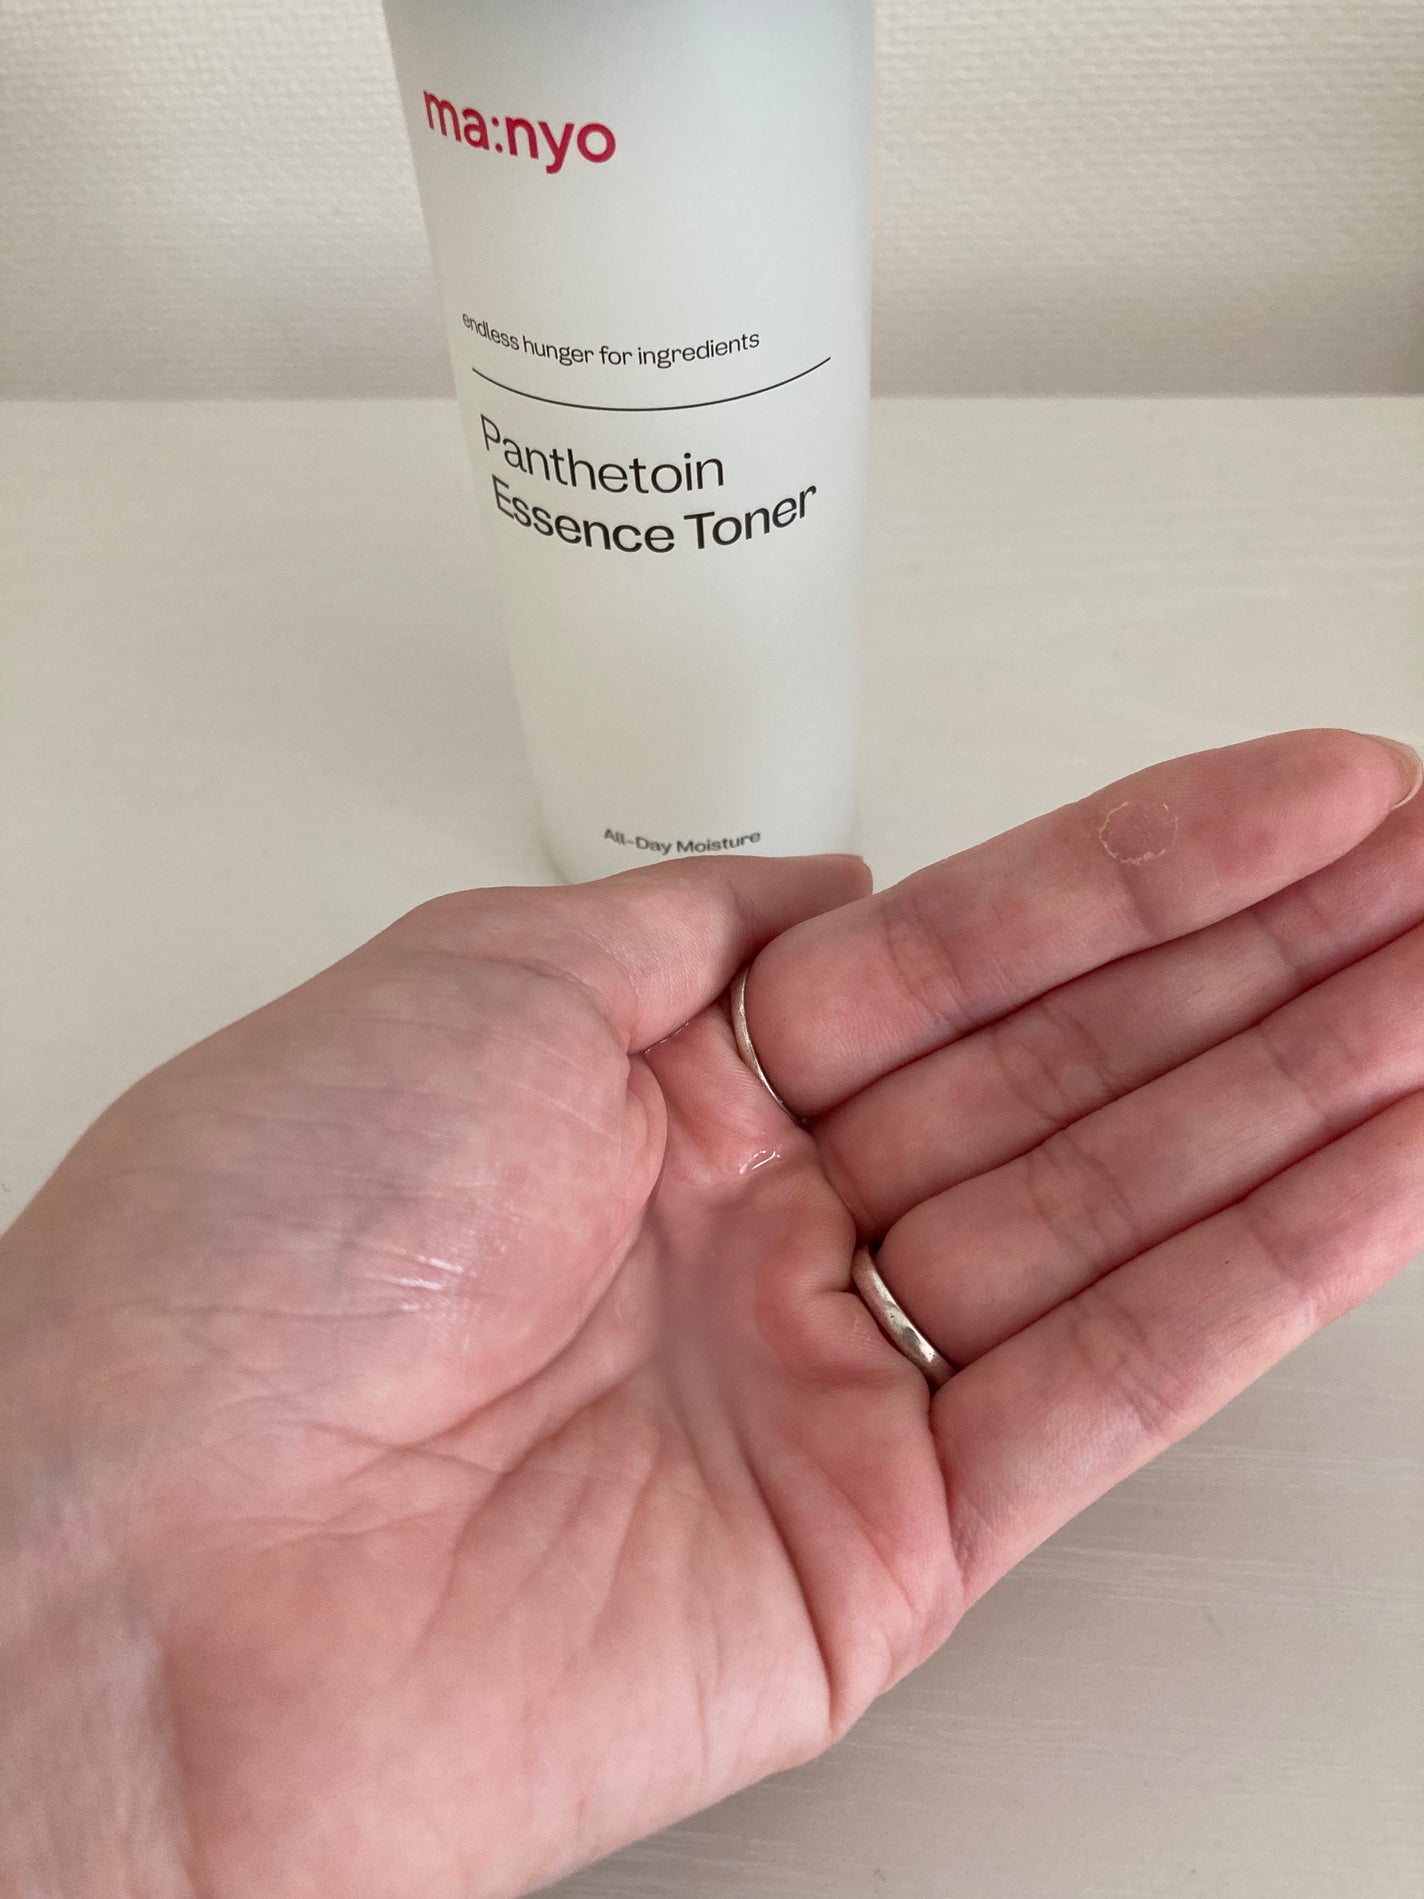 ma:nyo
endless hunger for ingredients
Panthetoin
Essence Toner
All-Day Moisture